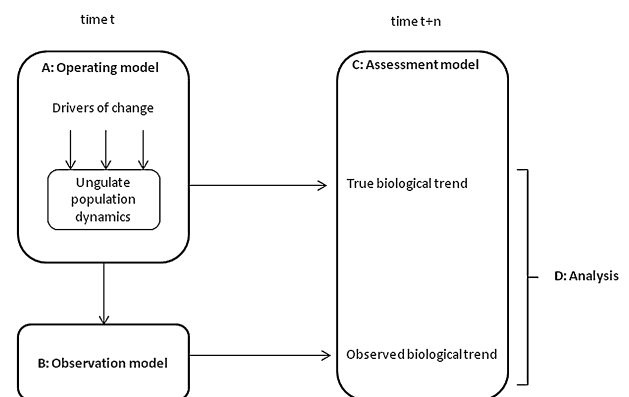 time t
time t+n
A: Operating model
C: Assessment model
Drivers of change
Ungulate
population
dynamics
True biological trend
D: Analysis
B: Observation model
Observed biological trend